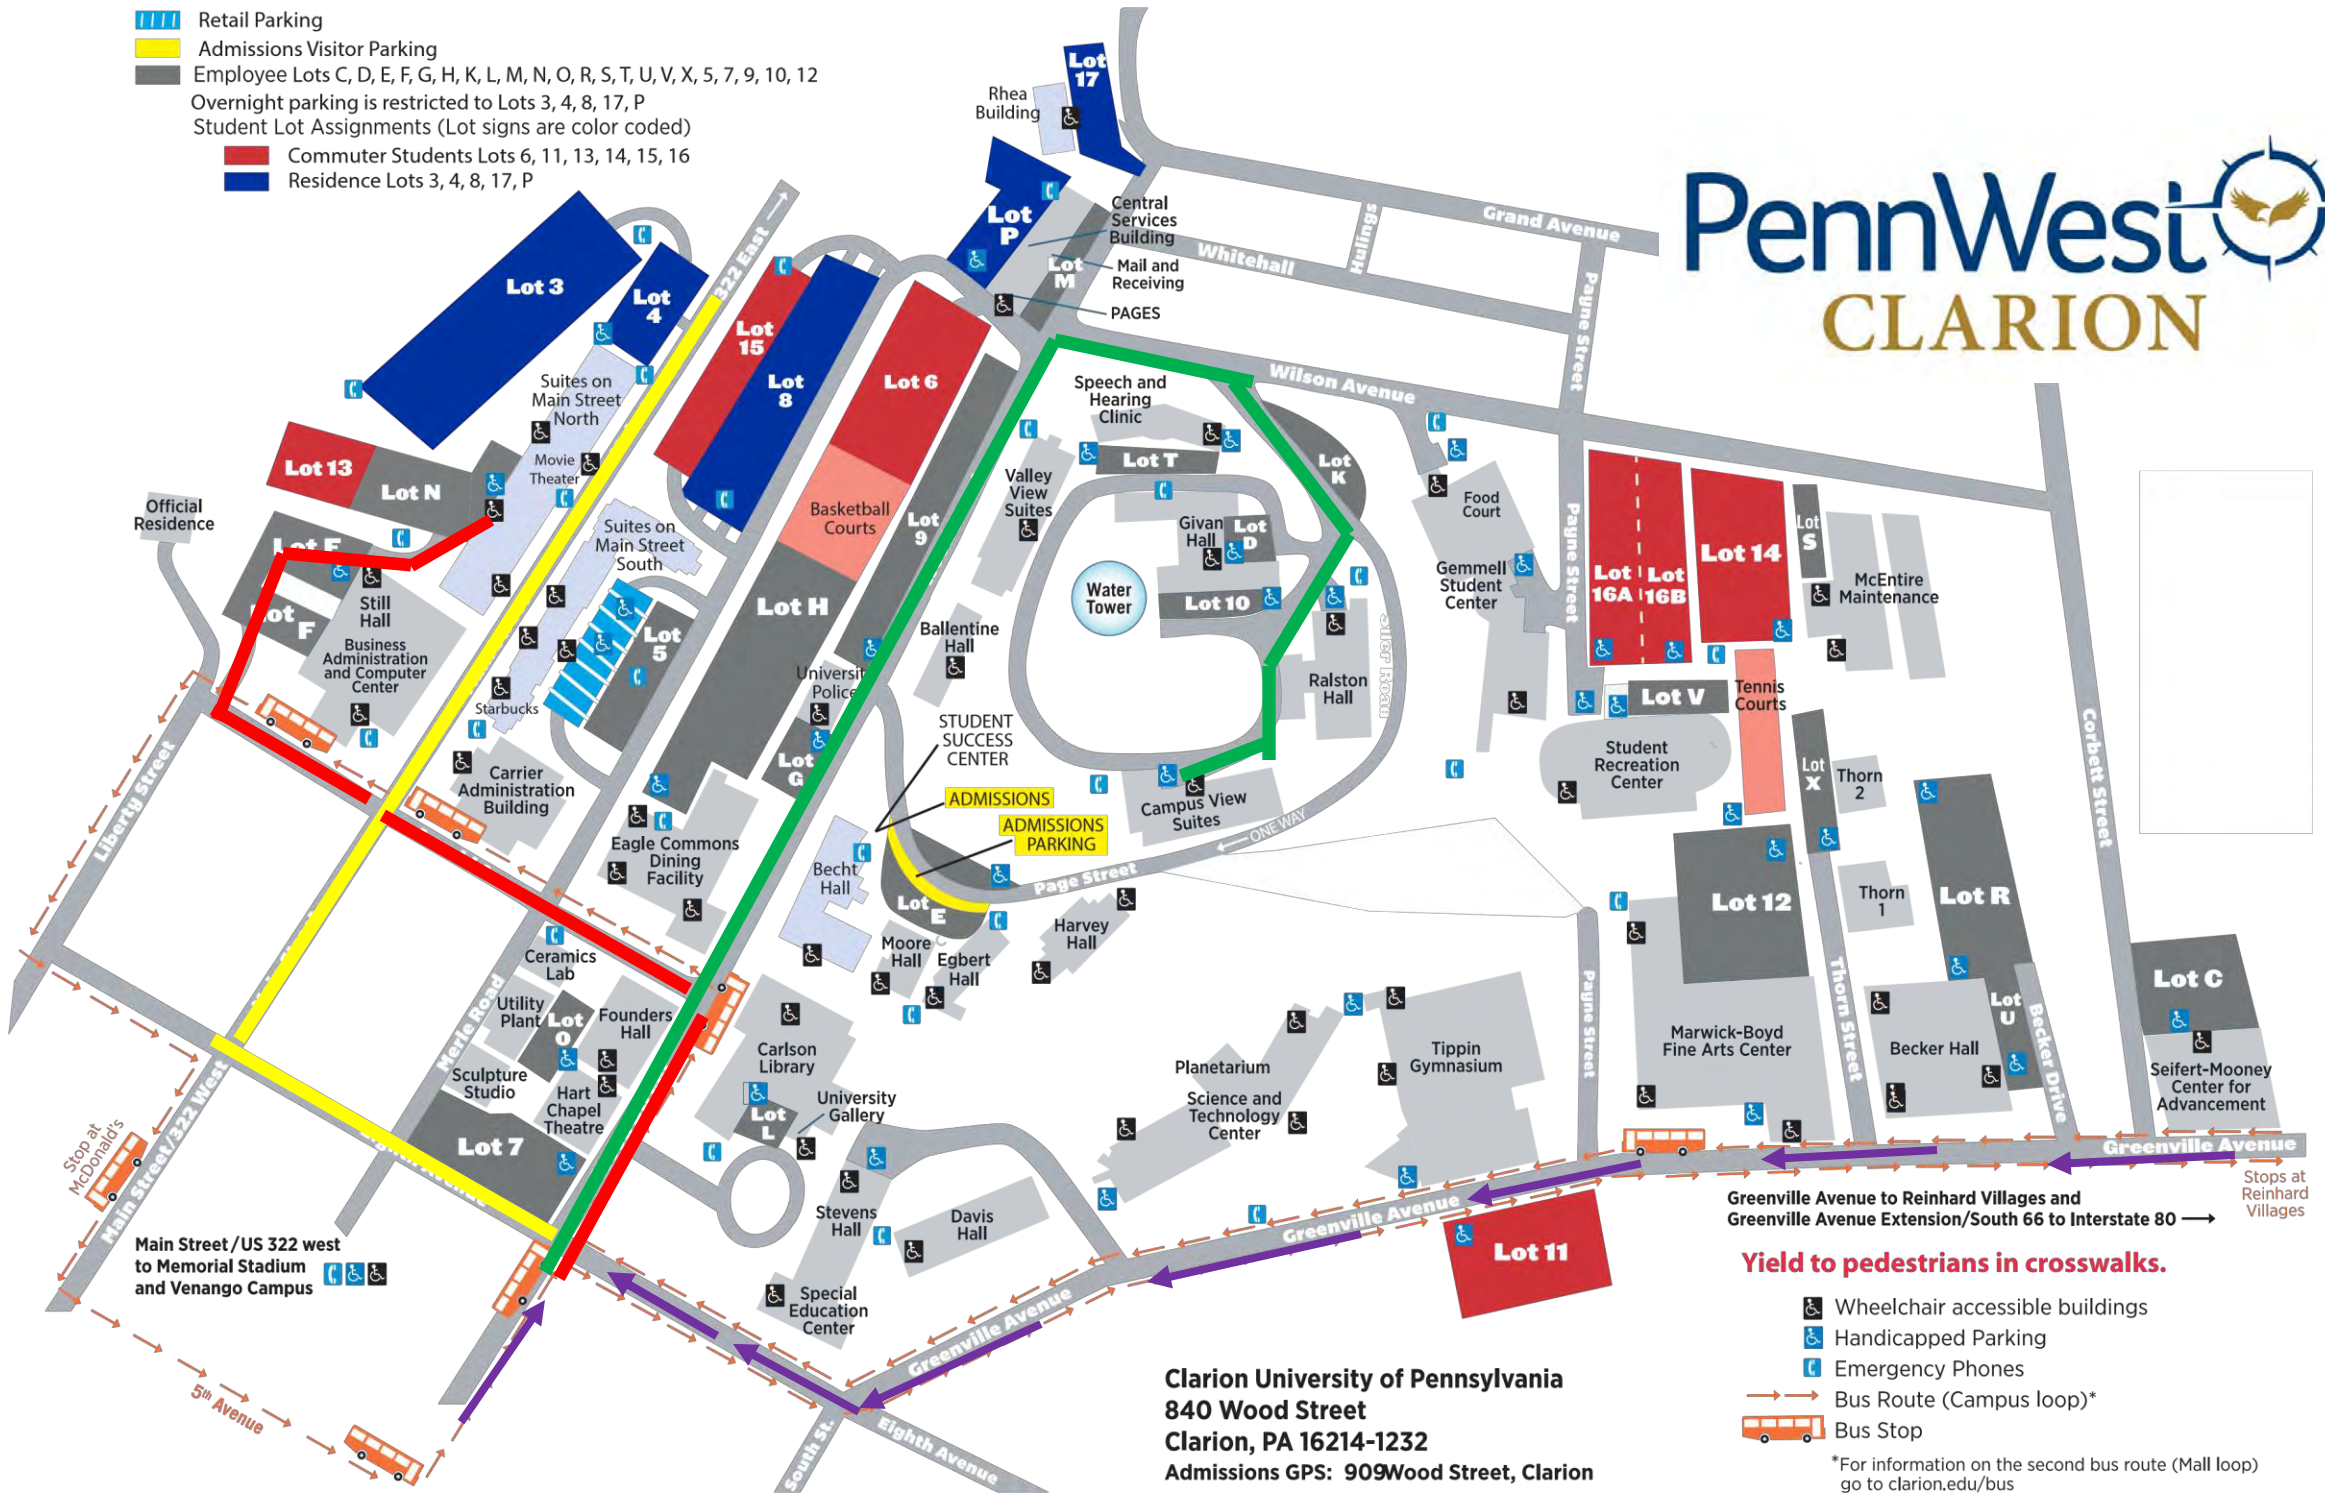 Retail Parking
Admissions Visitor Parking
Employee Lots C, D, E, F, G, H, K, L, M, N, O, R, S, T, U, V, X, 5, 7, 9, 10, 12
Overnight parking is restricted to Lots 3, 4, 8, 17, P
Student Lot Assignments (Lot signs are color coded)
Commuter Students Lots 6, 11, 13, 14, 15, 16
Residence Lots 3, 4, 8, 17, P
PennWest
CLARION
Lot
17
Rhea
Building
Lot
P
Central
Services
Building
Lot
M
Mail and
Receiving
PAGES
Grand Avenue
Whitehall
Hulings
Payne Street
Wilson Avenue
322 East
Lot 3
Lot
4
Lot
15
Lot
8
Lot 6
Suites on
Main Street
North
Movie
Theater
Lot 13
Lot N
Official
Residence
Suites on
Main Street
South
Basketball
Courts
Lot
9
Valley
View
Suites
Speech and
Hearing
Clinic
Lot T
Lot
K
Givan
Hall
Lot
D
Lot 10
Water
Tower
Food
Court
Gemmell
Student
Center
Payne Street
Lot
16A
Lot
16B
Lot 14
Lot
S
McEntire
Maintenance
Still
Hall
Lot
F
Business
Administration
and Computer
Center
Lot
5
Lot H
Starbucks
Ballentine
Hall
University
Police
Lot
G
Ralston
Hall
Lot V
Tennis
Courts
Student
Recreation
Center
Lot
X
Thorn
2
Corbett Street
STUDENT
SUCCESS
CENTER
ADMISSIONS
ADMISSIONS
PARKING
Campus View
Suites
ONE WAY
Page Street
Liberty Street
Carrier
Administration
Building
Eagle Commons
Dining
Facility
Becht
Hall
Lot
E
Moore
Hall
Egbert
Hall
Harvey
Hall
Lot 12
Thorn
1
Lot R
Ceramics
Lab
Utility
Plant
Lot
O
Founders
Hall
Merle Road
Sculpture
Studio
Hart
Chapel
Theatre
Lot 7
Carlson
Library
Lot
L
University
Gallery
Planetarium
Science and
Technology
Center
Tippin
Gymnasium
Payne Street
Marwick-Boyd
Fine Arts Center
Thorn Street
Becker Hall
Lot
U
Becker Drive
Lot C
Seifert-Mooney
Center for
Advancement
Stop at
McDonald's
Main Street/322 West
Stevens
Hall
Davis
Hall
Special
Education
Center
Greenville Avenue
Greenville Avenue
Greenville Avenue
Stops at
Reinhard
Villages
Lot 11
Greenville Avenue to Reinhard Villages and
Greenville Avenue Extension/South 66 to Interstate 80
Main Street/US 322 west
to Memorial Stadium
and Venango Campus
5th Avenue
South St.
Eighth Avenue
Clarion University of Pennsylvania
840 Wood Street
Clarion, PA 16214-1232
Admissions GPS: 909Wood Street, Clarion
Yield to pedestrians in crosswalks.
Wheelchair accessible buildings
Handicapped Parking
Emergency Phones
Bus Route (Campus loop)*
Bus Stop
*For information on the second bus route (Mall loop)
go to clarion.edu/bus